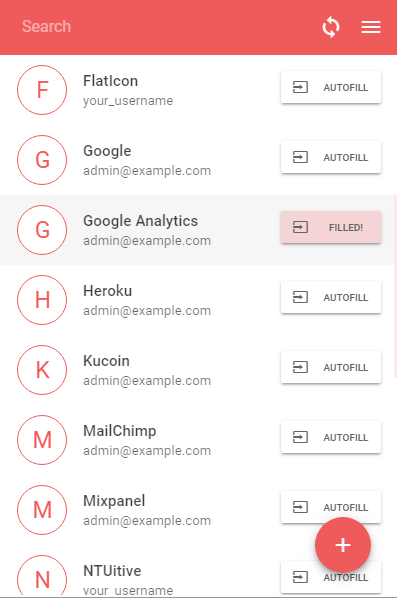 Search
F
FlatIcon
your_username
AUTOFILL
G
Google
admin@example.com
AUTOFILL
G
Google Analytics
admin@example.com
FILLED!
H
Heroku
admin@example.com
AUTOFILL
K
Kucoin
admin@example.com
AUTOFILL
M
MailChimp
admin@example.com
AUTOFILL
M
Mixpanel
admin@example.com
AUTOFILL
N
NTUitive
your_username
AUTOFILL
+